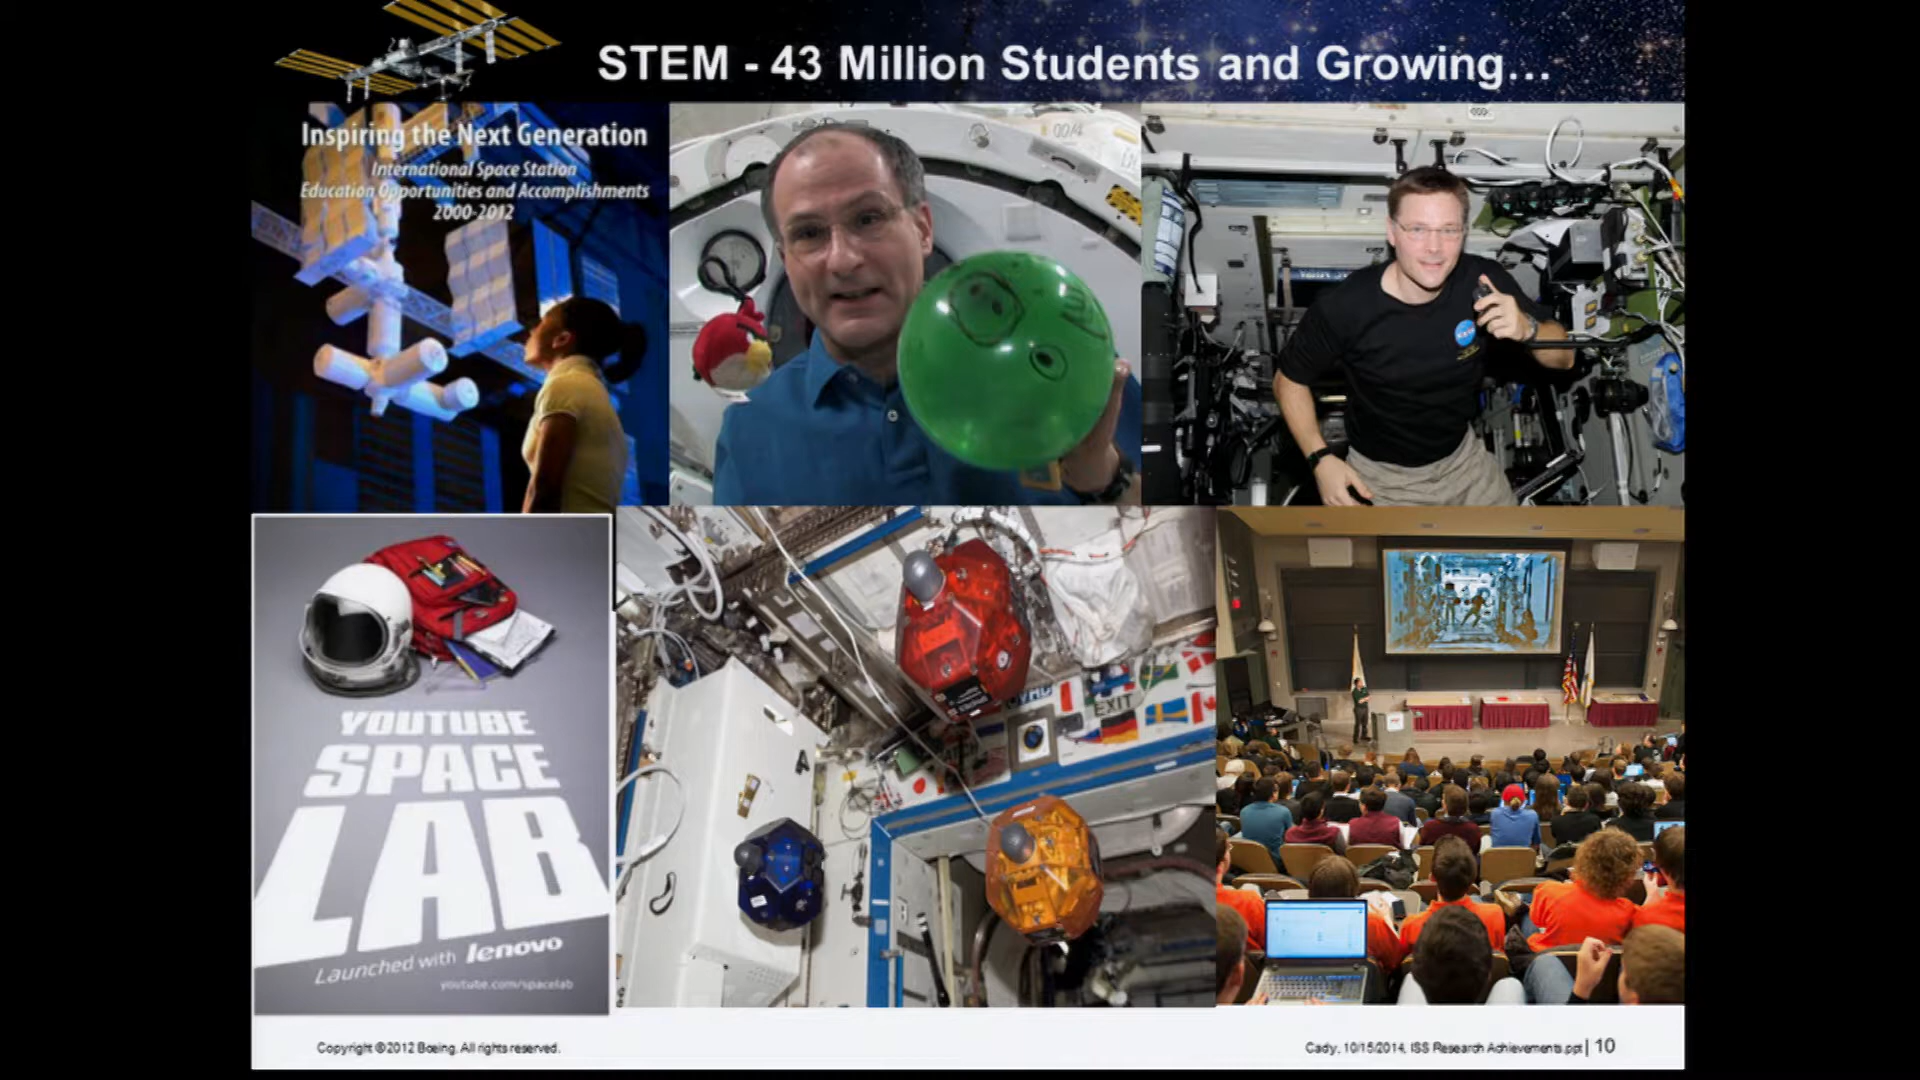 STEM - 43 Million Students and Growing...
Inspiring the Next Generation
International Space Station
Education Opportunities and Accomplishments
2000-2012
00/4
A
EXIT
YOUTUBE
SPACE
LAB
Launched with lenovo
youtube.com/spacelab
Copyright ©2012 Boeing. All rights reserved.
Cady, 10/15/2014, ISS Research Achievements.ppt | 10